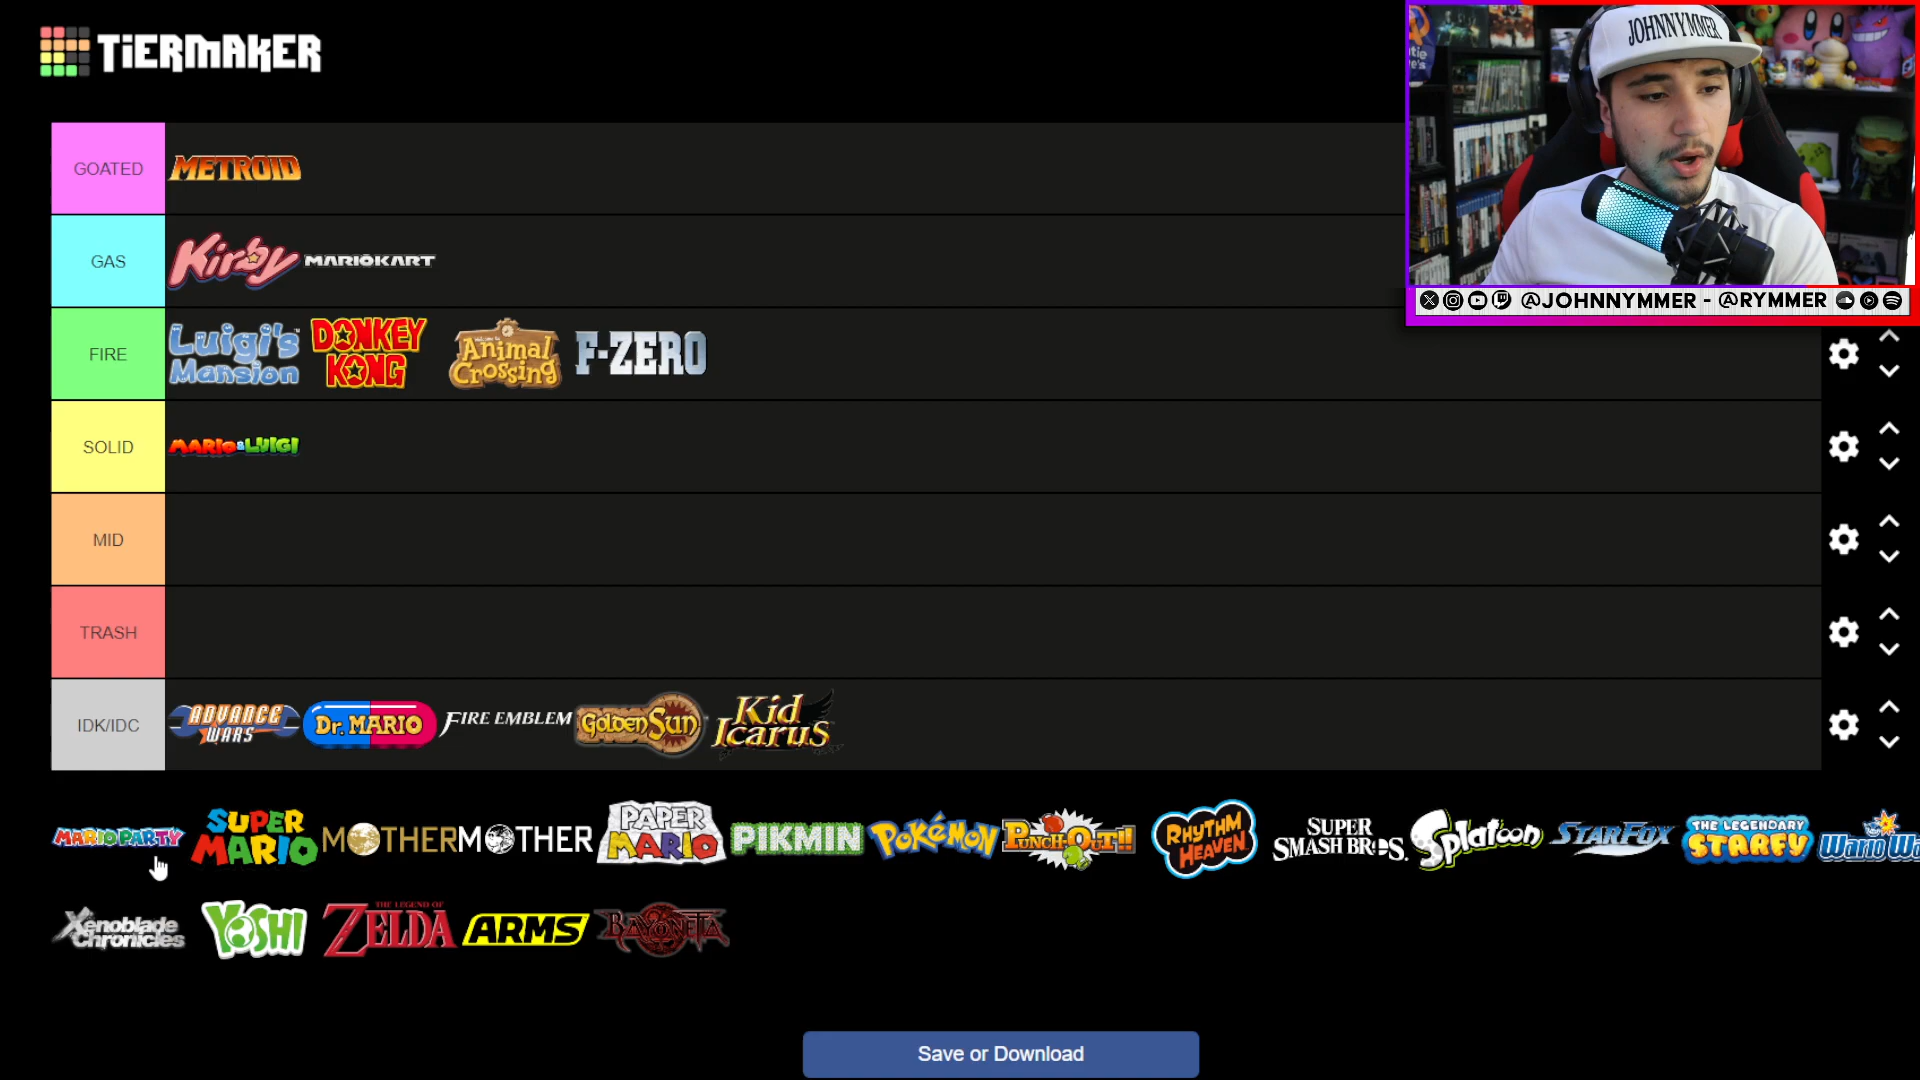 TiERMAKER
JOHNNYMMER
@JOHNNYMMER - @RYMMER
GOATED
METROID
GAS
Kirby
MARIOKART
FIRE
Luigi's Mansion
DONKEY KONG
Animal Crossing
F-ZERO
SOLID
MARIO & LUIGI
MID
TRASH
IDK/IDC
ADVANCE WARS
Dr. MARIO
FIRE EMBLEM
GOLDEN SUN
Kid Icarus
MARIO PARTY
SUPER MARIO
MOTHER
MOTHER
PAPER MARIO
PIKMIN
POKéMON
PUNCH-OUT!!
RHYTHM HEAVEN
SUPER SMASH BROS.
Splatoon
STARFOX
THE LEGENDARY STARFY
Wario Wa
Xenoblade Chronicles
YOSHI
THE LEGEND OF ZELDA
ARMS
BAYONETTA
Save or Download